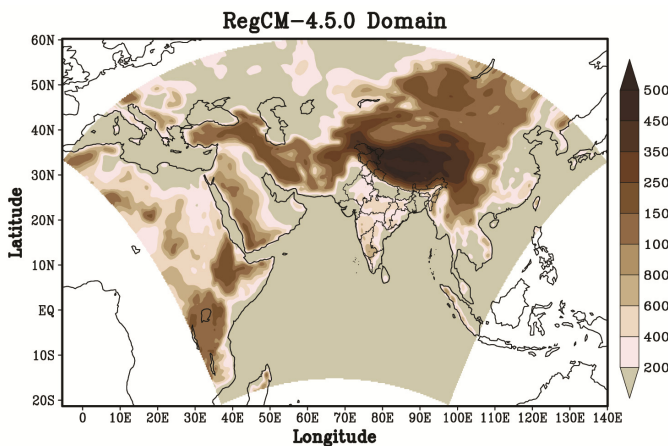 RegCM-4.5.0 Domain
60N
50N
40N
30N
20N
10N
EQ
10S
20S
Latitude
0
10E
20E
30E
40E
50E
60E
70E
80E
90E
100E
110E
120E
130E
140E
Longitude
500
450
350
250
150
100
800
600
400
200